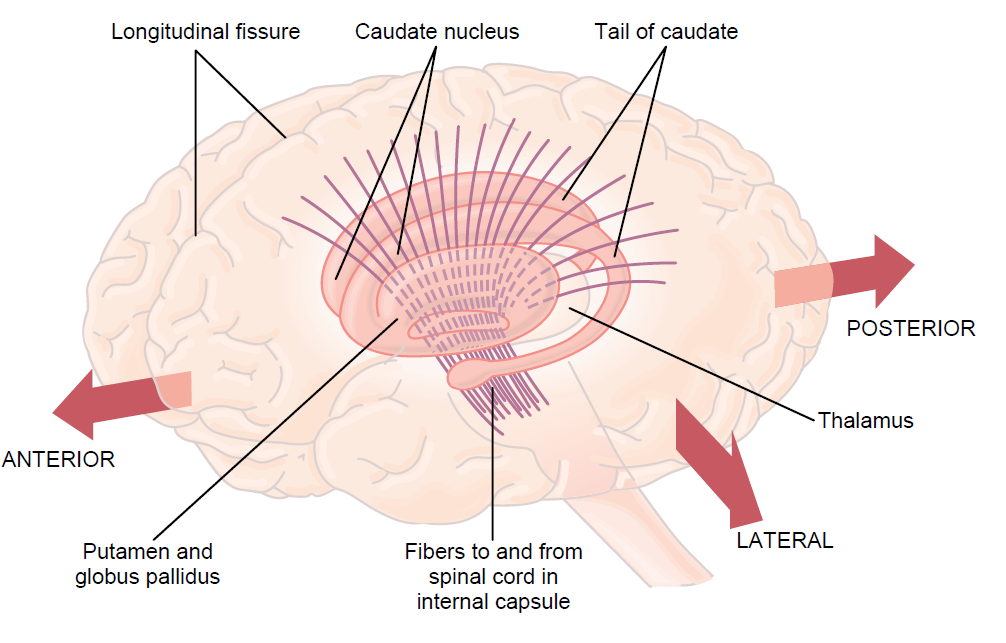 Longitudinal fissure
Caudate nucleus
Tail of caudate
POSTERIOR
Thalamus
ANTERIOR
LATERAL
Putamen and
globus pallidus
Fibers to and from
spinal cord in
internal capsule